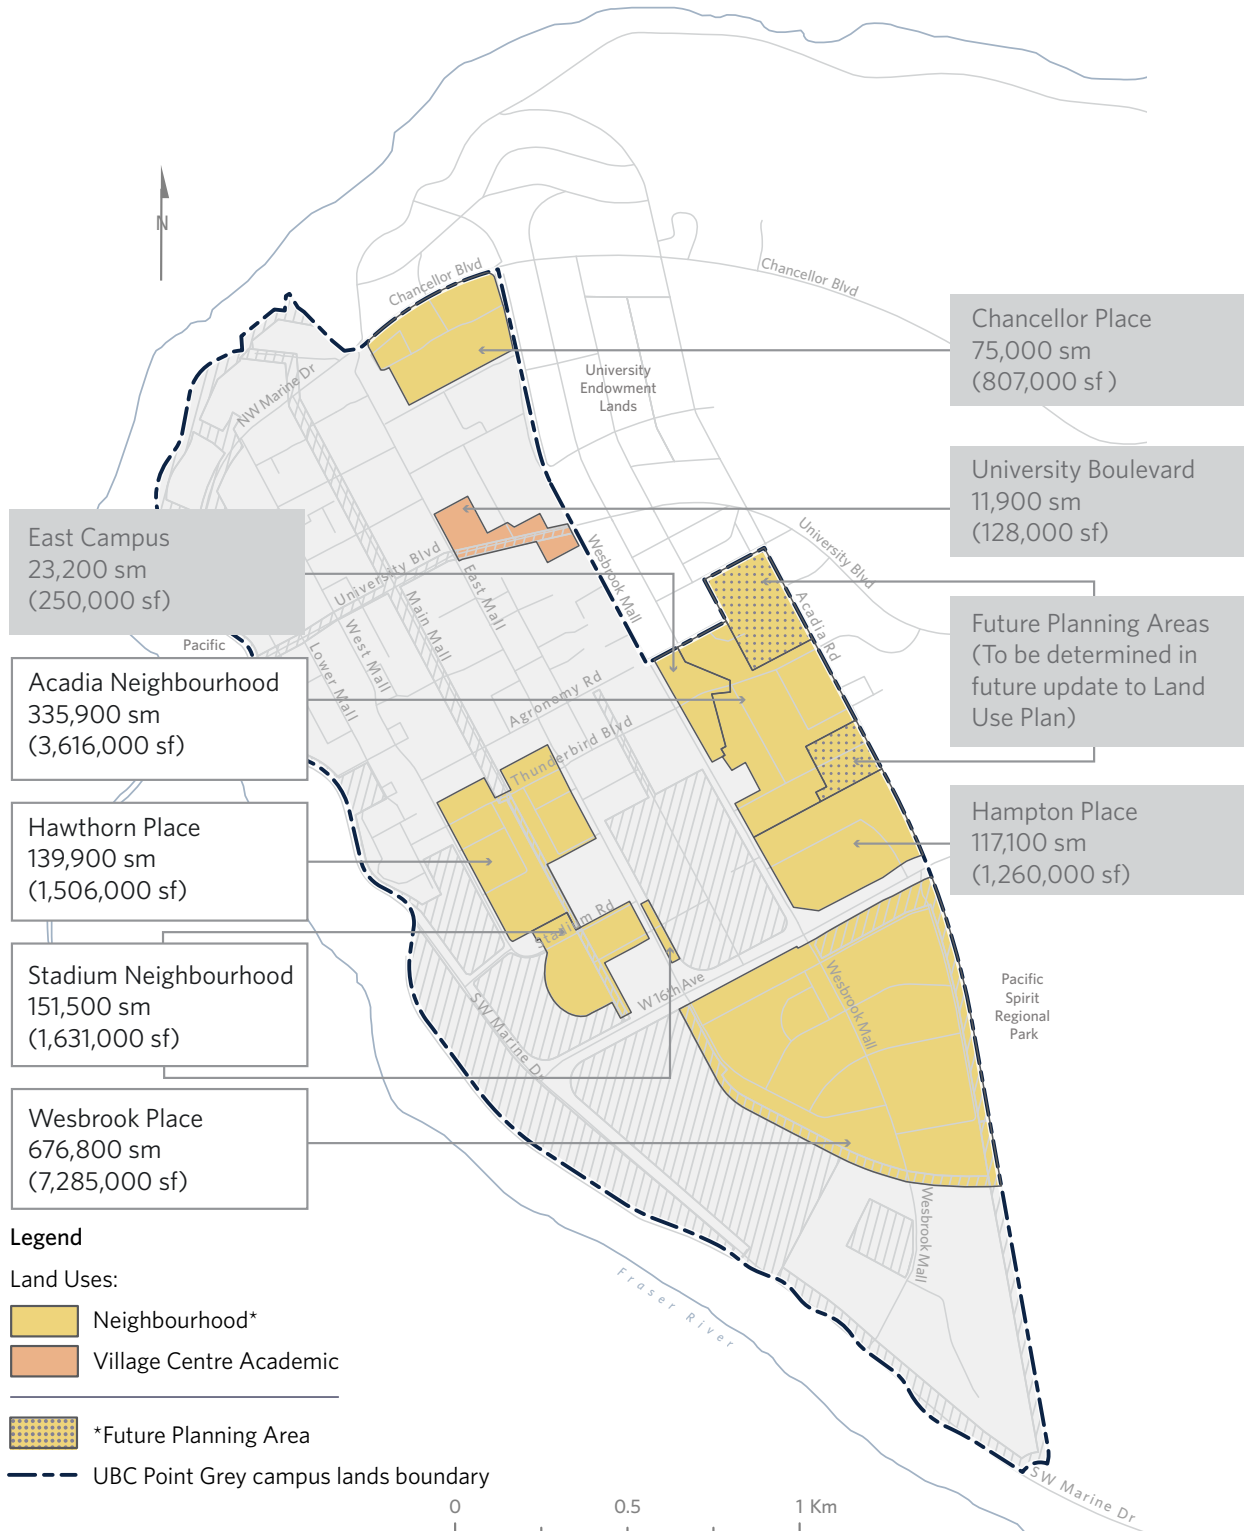 N
Chancellor Blvd
Chancellor Blvd
Chancellor Place
75,000 sm
(807,000 sf )
University
Endowment
Lands
NW Marine Dr
University Boulevard
11,900 sm
(128,000 sf)
East Campus
23,200 sm
(250,000 sf)
University Blvd
University Blvd
Wesbrook Mall
East Mall
Main Mall
West Mall
Lower Mall
Acadia Rd
Pacific
Future Planning Areas
(To be determined in
future update to Land
Use Plan)
Acadia Neighbourhood
335,900 sm
(3,616,000 sf)
Agronomy Rd
Thunderbird Blvd
Hampton Place
117,100 sm
(1,260,000 sf)
Hawthorn Place
139,900 sm
(1,506,000 sf)
Stadium Rd
Stadium Neighbourhood
151,500 sm
(1,631,000 sf)
W 16th Ave
SW Marine Dr
Wesbrook Mall
Pacific
Spirit
Regional
Park
Wesbrook Place
676,800 sm
(7,285,000 sf)
Wesbrook Mall
Fraser River
Legend
Land Uses:
Neighbourhood*
Village Centre Academic
*Future Planning Area
UBC Point Grey campus lands boundary
SW Marine Dr
0 0.5 1 Km